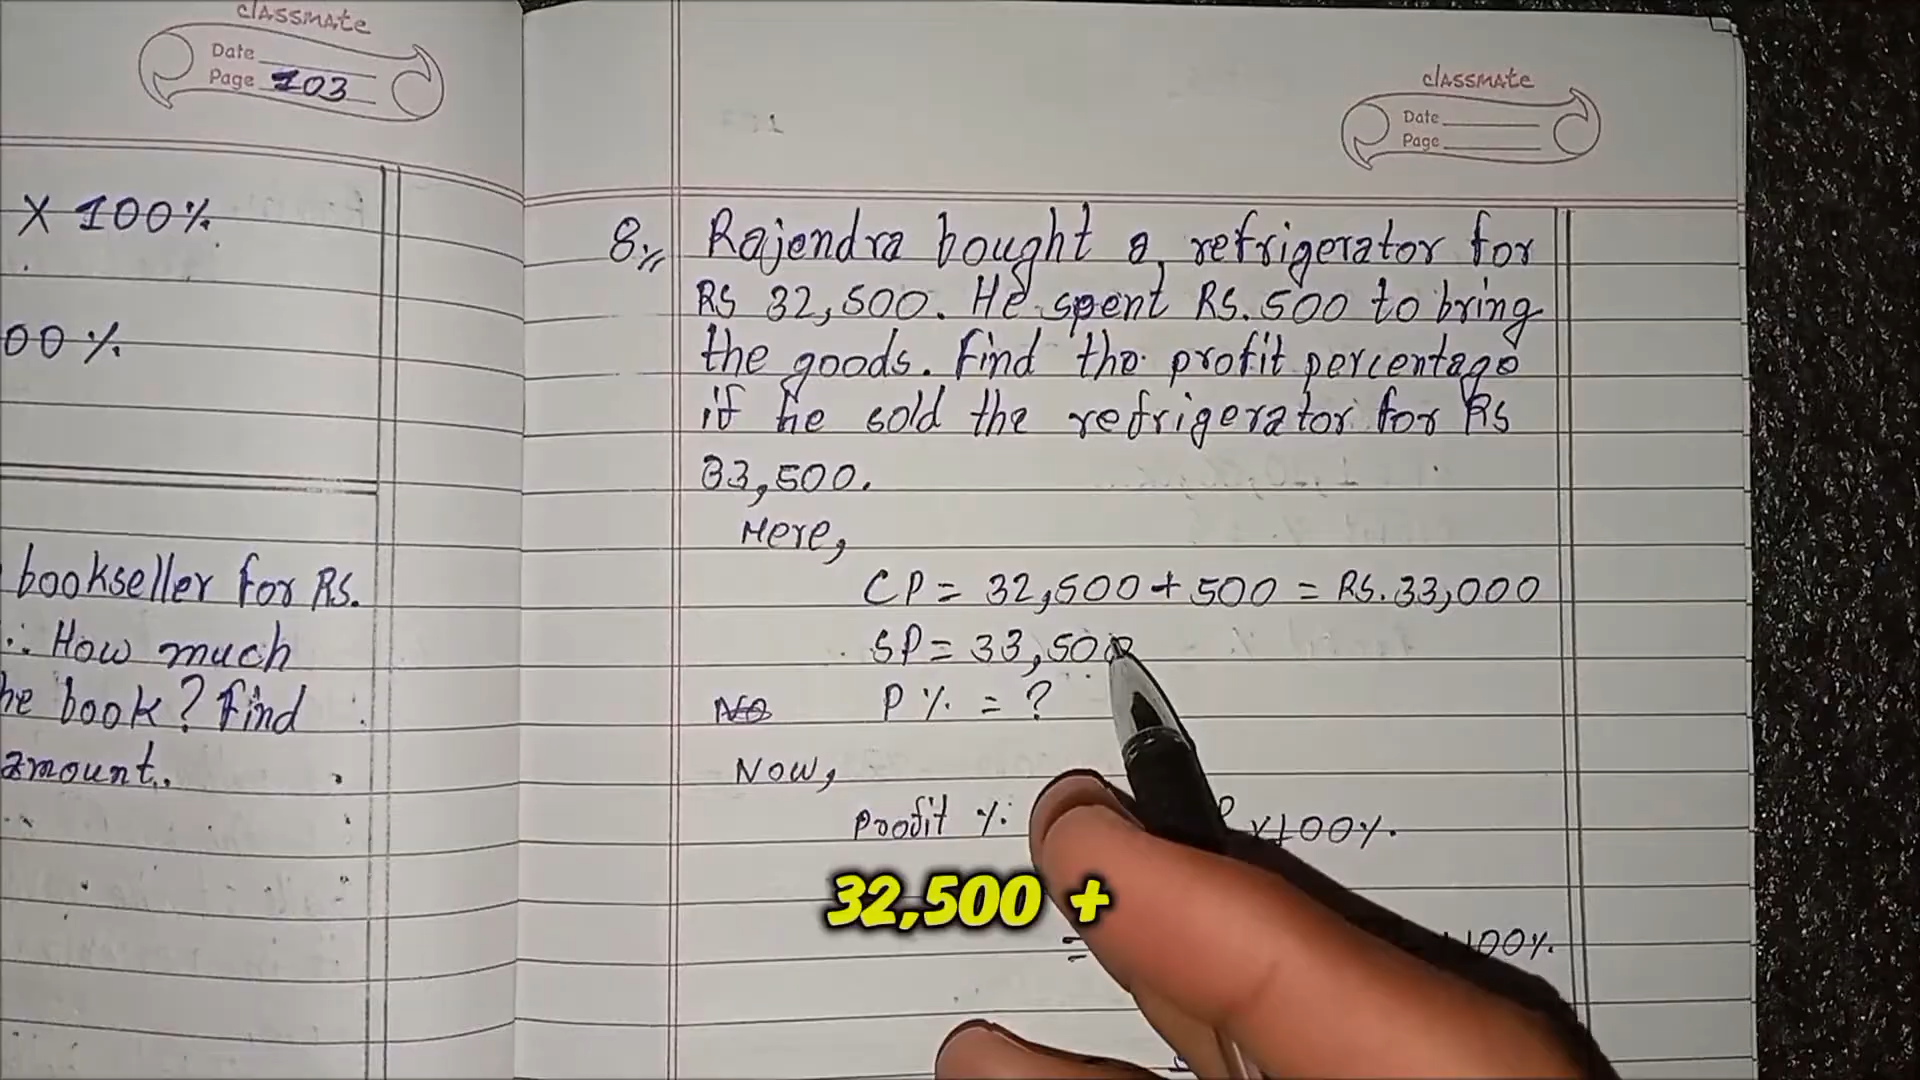 classmate
Date
Page 103
X 100%
00%
bookseller for Rs.
How much
he book? Find
amount.
classmate
Date
Page
8. Rajendra bought a refrigerator for
RS 32,500. He spent RS. 500 to bring
the goods. Find the profit percentage
if he sold the refrigerator for Rs
33,500.
Here,
CP = 32,500 + 500 = RS. 33,000
SP = 33,500
P% = ?
Now,
Profit %
x100%.
32,500 +
=
100%.